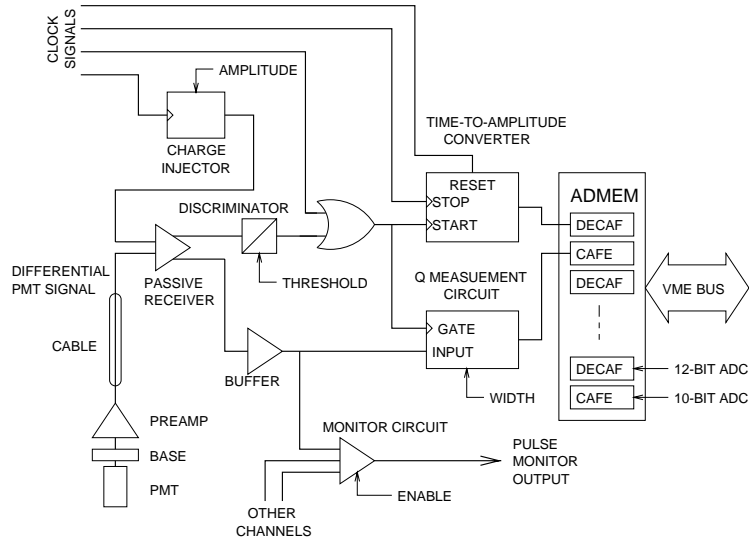 CLOCK
SIGNALS
AMPLITUDE
CHARGE
INJECTOR
TIME-TO-AMPLITUDE
CONVERTER
RESET
STOP
START
ADMEM
DECAF
CAFE
DECAF
DECAF
CAFE
VME BUS
12-BIT ADC
10-BIT ADC
DISCRIMINATOR
THRESHOLD
DIFFERENTIAL
PMT SIGNAL
PASSIVE
RECEIVER
Q MEASUEMENT
CIRCUIT
GATE
INPUT
WIDTH
CABLE
BUFFER
PREAMP
BASE
PMT
MONITOR CIRCUIT
PULSE
MONITOR
OUTPUT
ENABLE
OTHER
CHANNELS